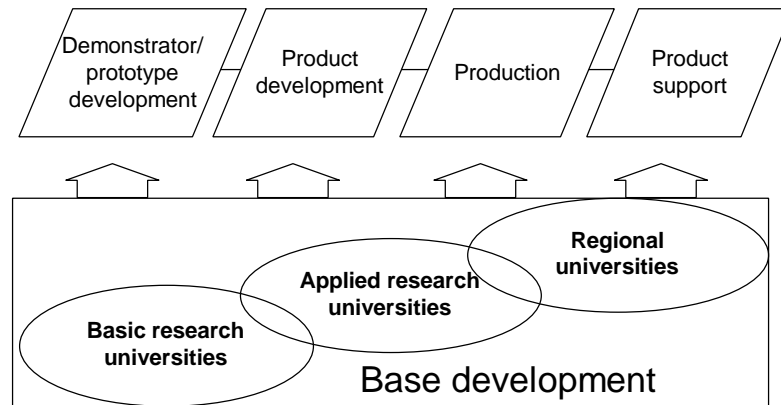 Demonstrator/
prototype
development
Product
development
Production
Product
support
Regional
universities
Applied research
universities
Basic research
universities
Base development